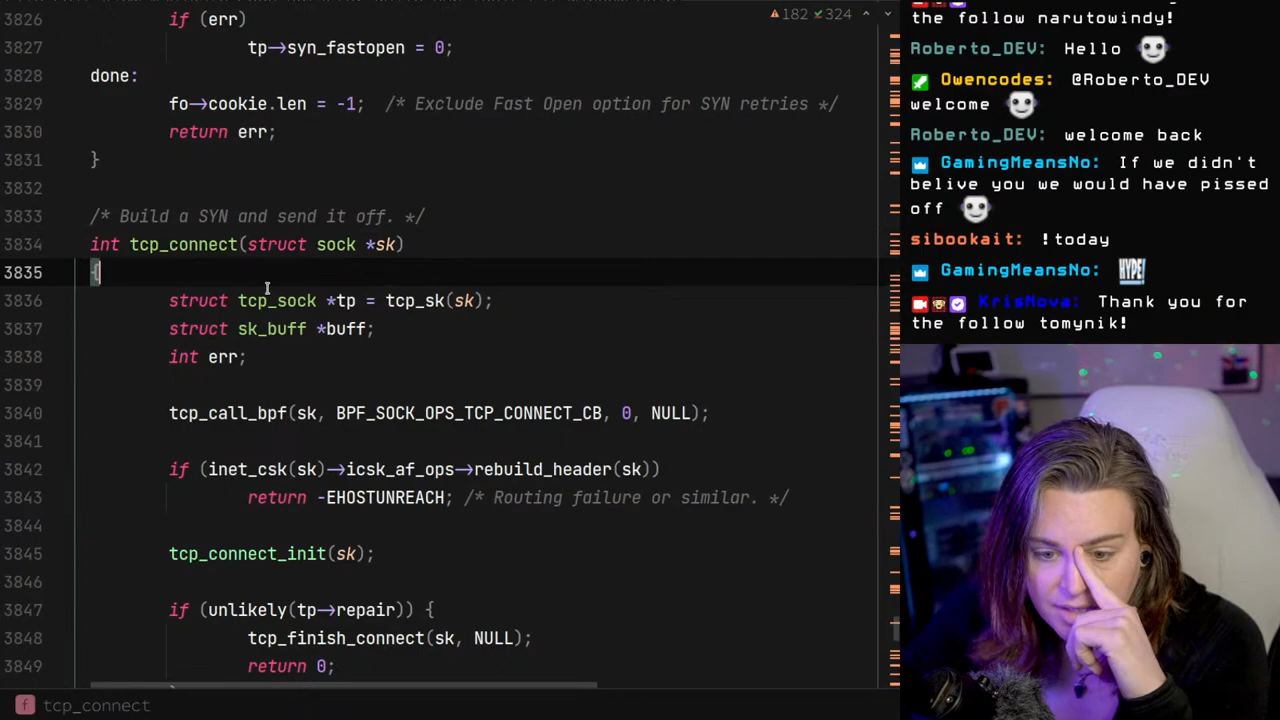 3826 if (err)
3827 tp->syn_fastopen = 0;
3828 done:
3829 fo->cookie.len = -1; /* Exclude Fast Open option for SYN retries */
3830 return err;
3831 }
3832
3833 /* Build a SYN and send it off. */
3834 int tcp_connect(struct sock *sk)
3835 {
3836 struct tcp_sock *tp = tcp_sk(sk);
3837 struct sk_buff *buff;
3838 int err;
3839
3840 tcp_call_bpf(sk, BPF_SOCK_OPS_TCP_CONNECT_CB, 0, NULL);
3841
3842 if (inet_csk(sk)->icsk_af_ops->rebuild_header(sk))
3843 return -EHOSTUNREACH; /* Routing failure or similar. */
3844
3845 tcp_connect_init(sk);
3846
3847 if (unlikely(tp->repair)) {
3848 tcp_finish_connect(sk, NULL);
3849 return 0;
182 324
f tcp_connect
the follow narutowindy!
Roberto_DEV: Hello
Owencodes: @Roberto_DEV
welcome
Roberto_DEV: welcome back
GamingMeansNo: If we didn't
belive you we would have pissed
off
sibookait: !today
GamingMeansNo: HYPE!
KrisNova: Thank you for
the follow tomynik!